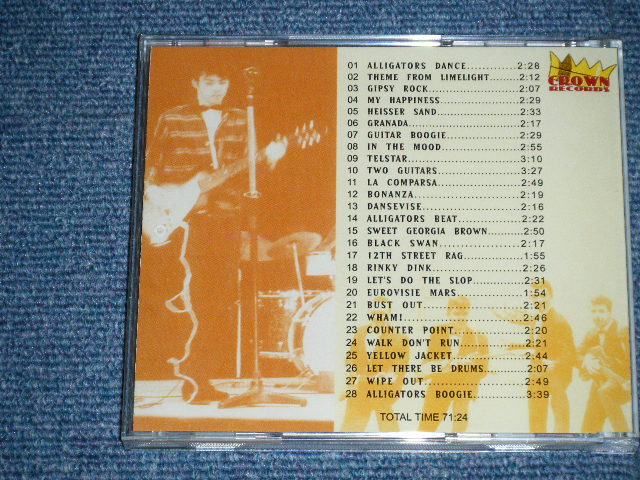 01 ALLIGATORS DANCE............2:28
02 THEME FROM LIMELIGHT.......2:12
03 GIPSY ROCK.....................2:07
04 MY HAPPINESS..................2:29
05 HEISSER SAND..................2:33
06 GRANADA........................2:17
07 GUITAR BOOGIE.................2:29
08 IN THE MOOD...................2:55
09 TELSTAR........................3:10
10 TWO GUITARS...................3:27
11 LA COMPARSA...................2:49
12 BONANZA........................2:19
13 DANSEVISE......................2:16
14 ALLIGATORS BEAT...............2:22
15 SWEET GEORGIA BROWN........2:50
16 BLACK SWAN....................2:17
17 12TH STREET RAG...............1:55
18 RINKY DINK.....................2:26
19 LET'S DO THE SLOP.............2:31
20 EUROVISIE MARS................1:54
21 BUST OUT.......................2:21
22 WHAM!..........................2:46
23 COUNTER POINT.................2:20
24 WALK DON'T RUN................2:21
25 YELLOW JACKET.................2:44
26 LET THERE BE DRUMS...........2:07
27 WIPE OUT.......................2:49
28 ALLIGATORS BOOGIE.............3:39
TOTAL TIME 71:24
CROWN
RECORDS